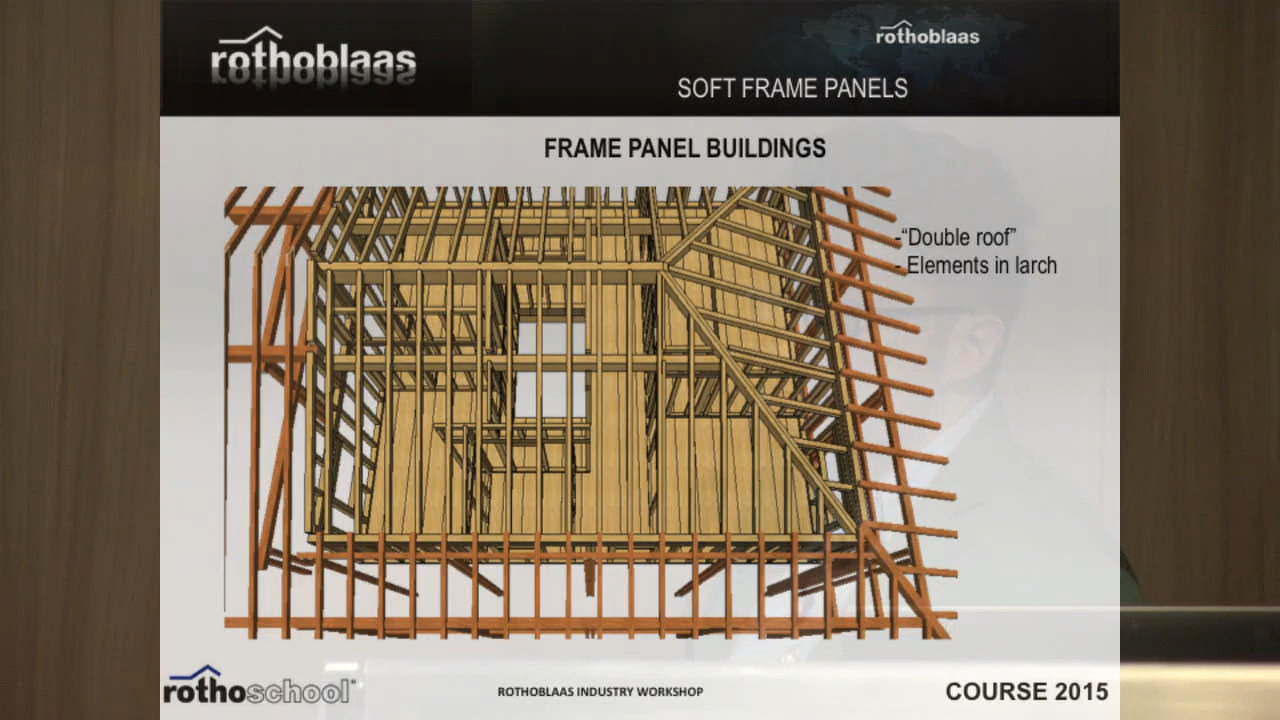 rothoblaas
rothoblaas
SOFT FRAME PANELS
FRAME PANEL BUILDINGS
-“Double roof”
- Elements in larch
rothoschool
ROTHOBLAAS INDUSTRY WORKSHOP
COURSE 2015